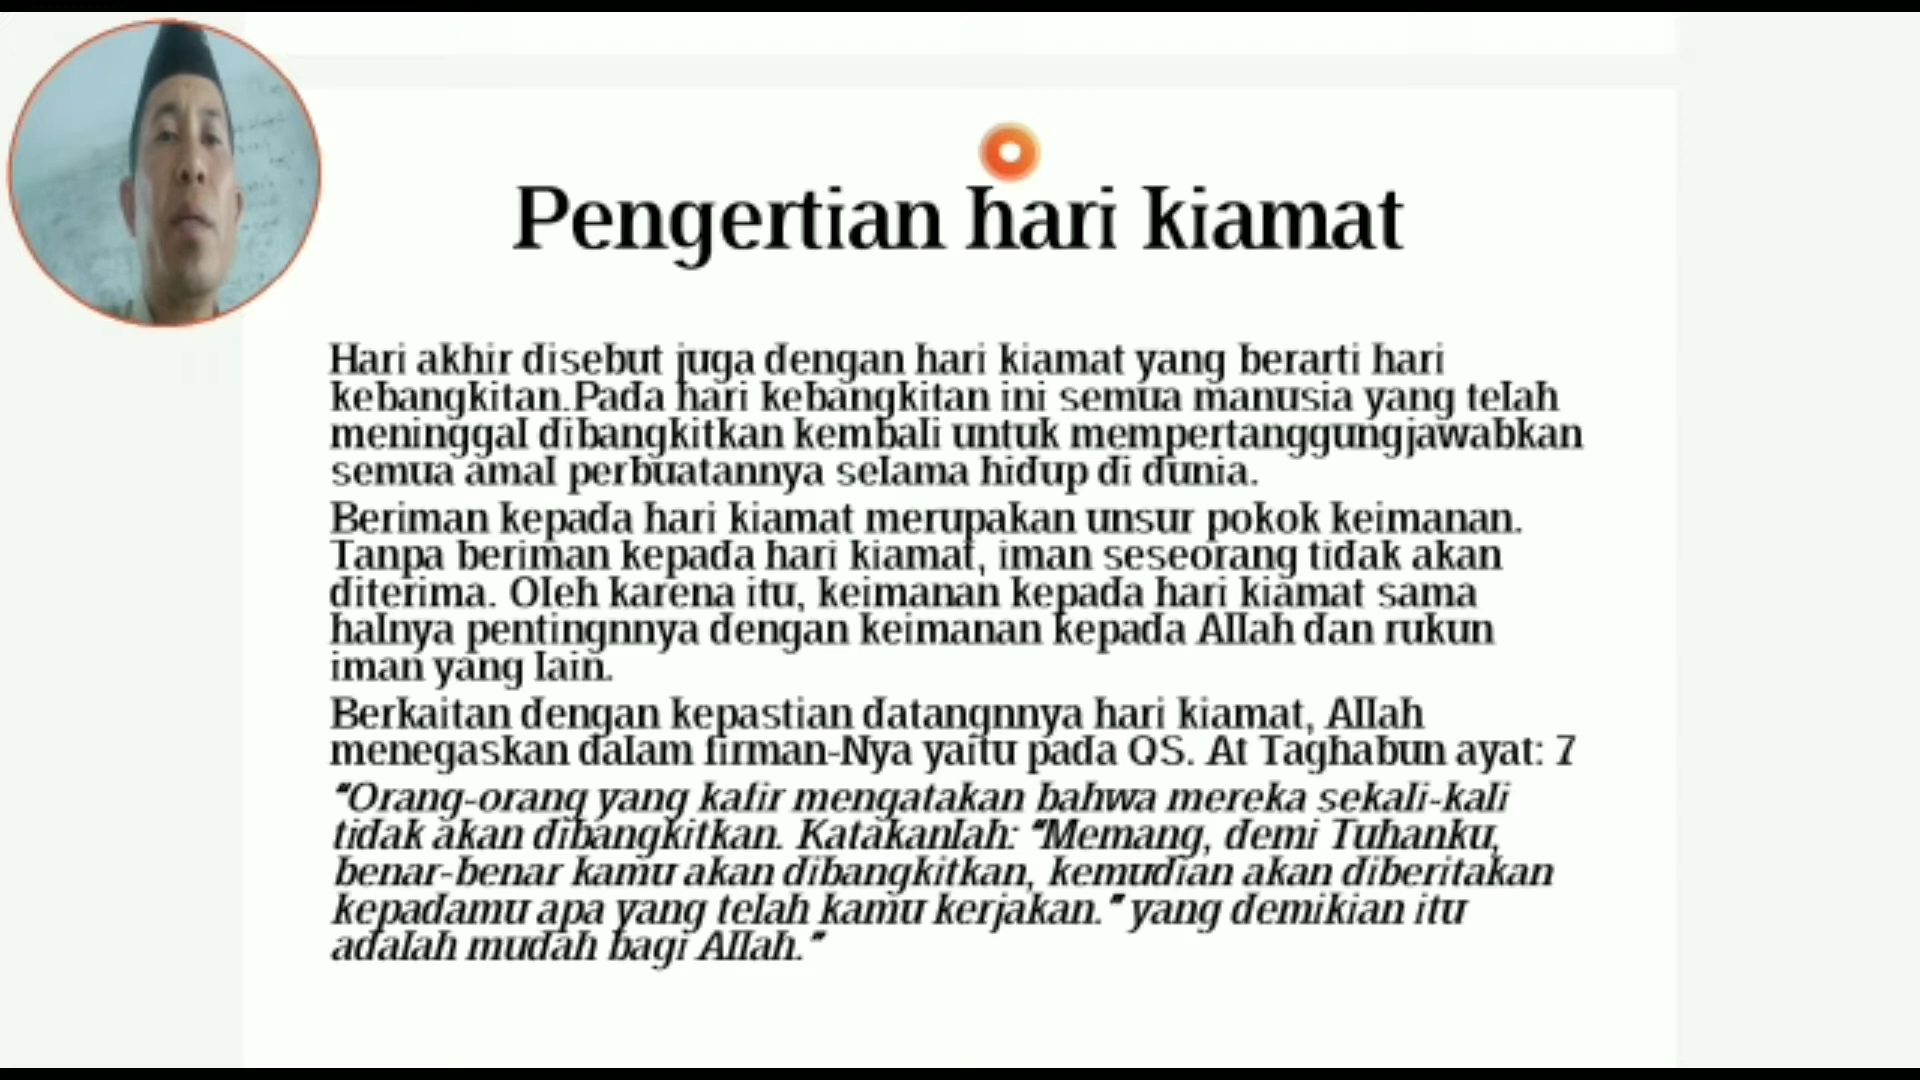 Pengertian hari kiamat
Hari akhir disebut juga dengan hari kiamat yang berarti hari
kebangkitan.Pada hari kebangkitan ini semua manusia yang telah
meninggal dibangkitkan kembali untuk mempertanggungjawabkan
semua amal perbuatannya selama hidup di dunia.
Beriman kepada hari kiamat merupakan unsur pokok keimanan.
Tanpa beriman kepada hari kiamat, iman seseorang tidak akan
diterima. Oleh karena itu, keimanan kepada hari kiamat sama
halnya pentingnnya dengan keimanan kepada Allah dan rukun
iman yang lain.
Berkaitan dengan kepastian datangnnya hari kiamat, Allah
menegaskan dalam firman-Nya yaitu pada QS. At Taghabun ayat: 7
“Orang-orang yang kafir mengatakan bahwa mereka sekali-kali
tidak akan dibangkitkan. Katakanlah: “Memang, demi Tuhanku,
benar-benar kamu akan dibangkitkan, kemudian akan diberitakan
kepadamu apa yang telah kamu kerjakan.” yang demikian itu
adalah mudah bagi Allah.”